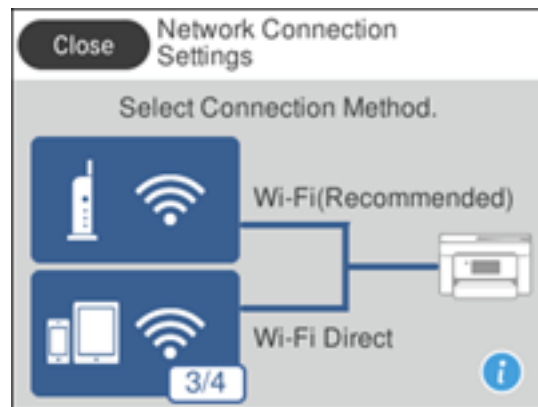 Close
Network Connection
Settings
Select Connection Method.
Wi-Fi(Recommended)
Wi-Fi Direct
3/4
i